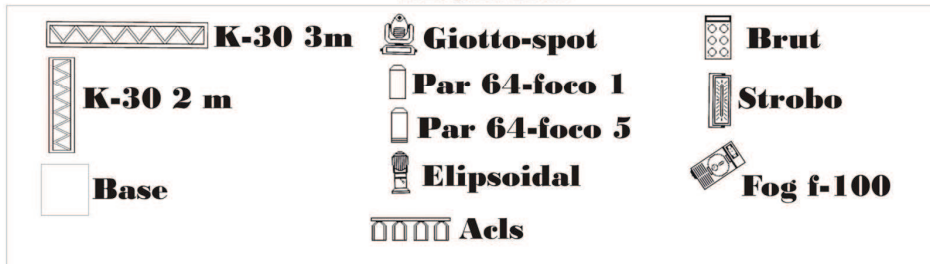 K-30 3m
K-30 2 m
Base
Giotto-spot
Par 64-foco 1
Par 64-foco 5
Elipsoidal
Acls
Brut
Strobo
Fog f-100